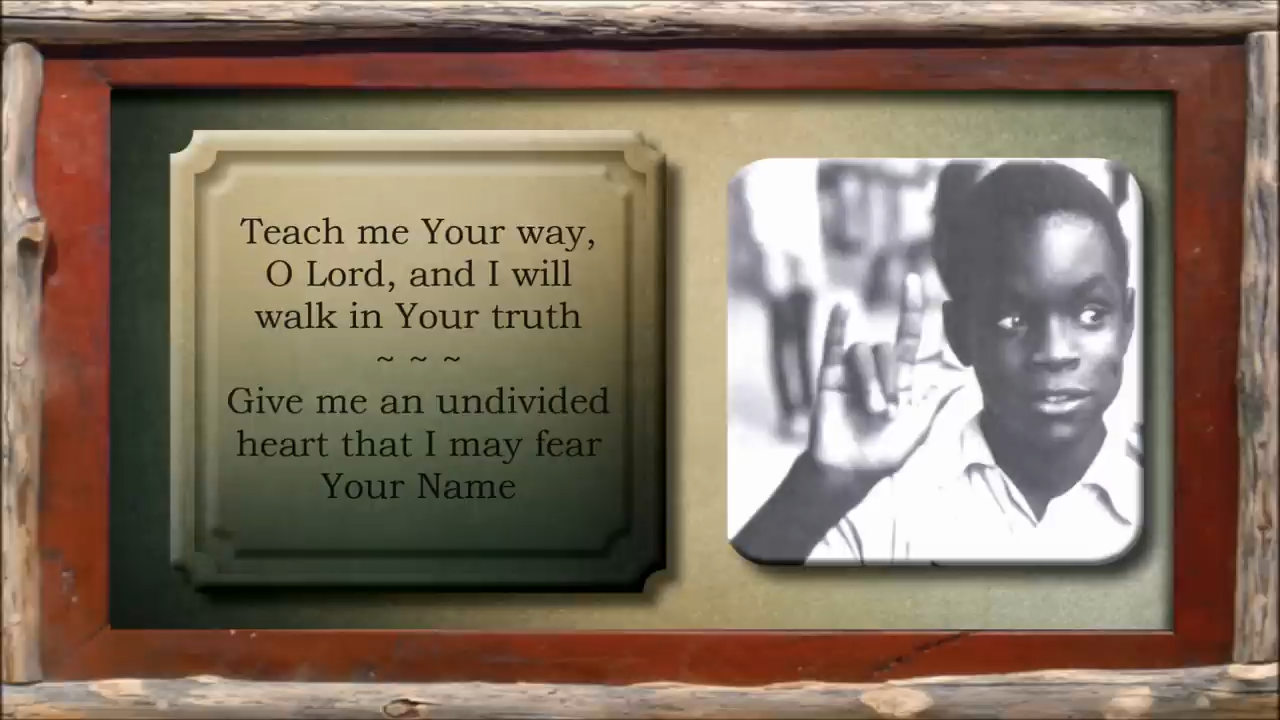 Teach me Your way,
O Lord, and I will
walk in Your truth
~ ~ ~
Give me an undivided
heart that I may fear
Your Name